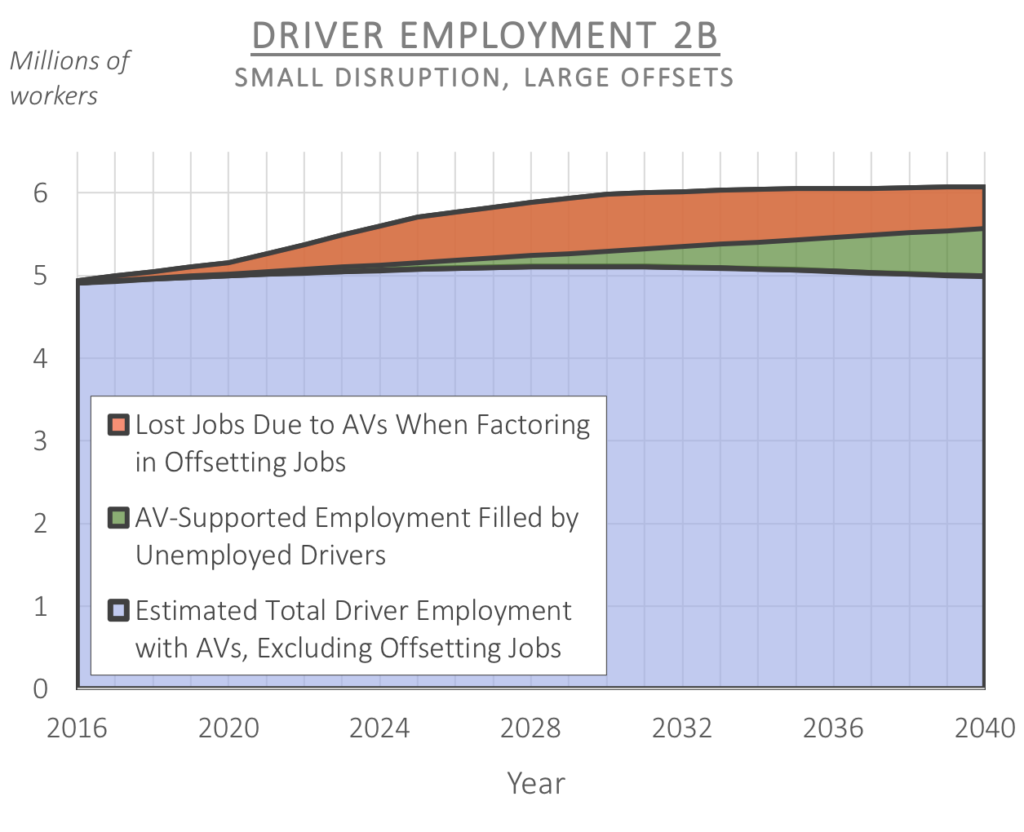 DRIVER EMPLOYMENT 2B
SMALL DISRUPTION, LARGE OFFSETS
Millions of
workers
6
5
4
3
2
1
0
Lost Jobs Due to AVs When Factoring
in Offsetting Jobs
AV-Supported Employment Filled by
Unemployed Drivers
Estimated Total Driver Employment
with AVs, Excluding Offsetting Jobs
2016 2020 2024 2028 2032 2036 2040
Year